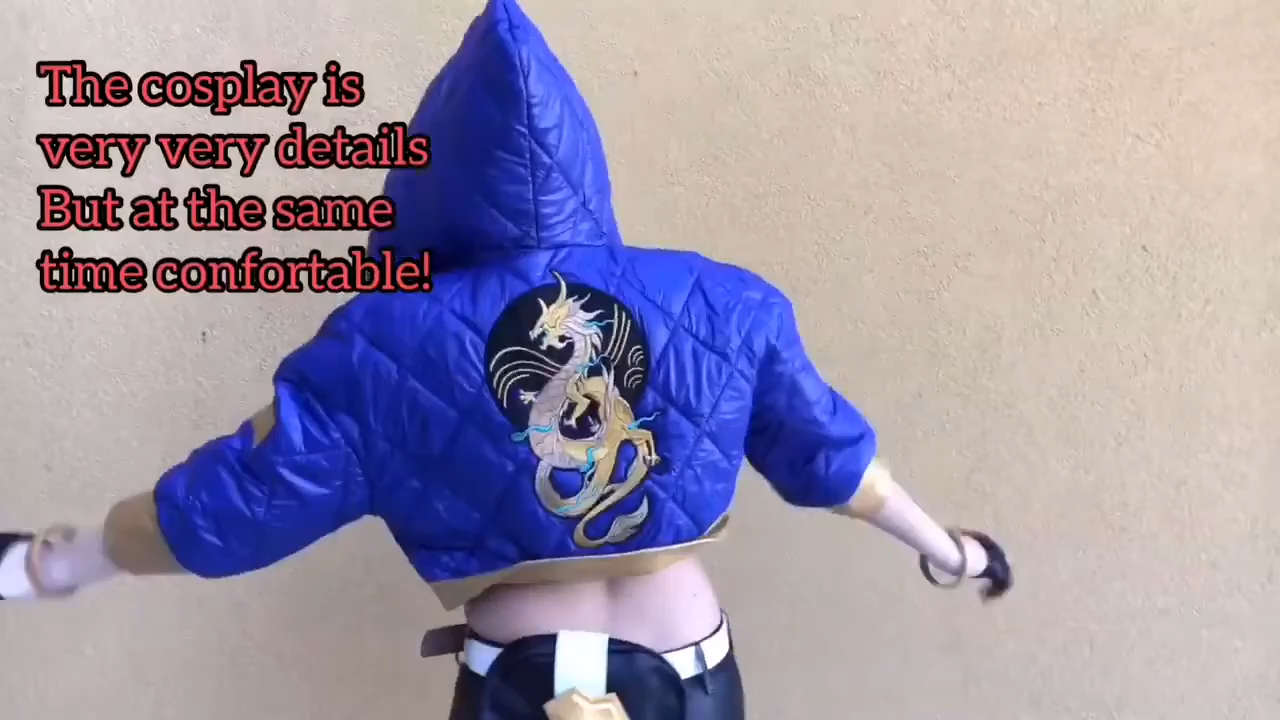 The cosplay is
very very details
But at the same
time confortable!